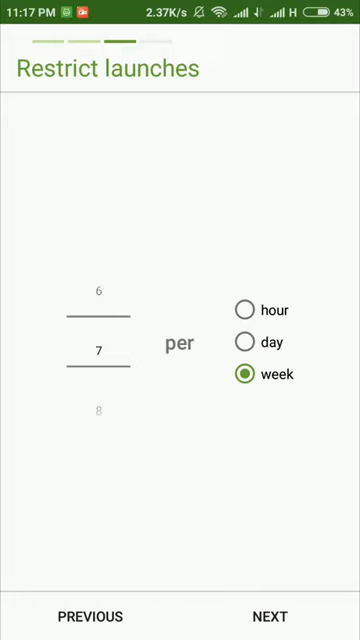 11:17 PM 2.37K/s H 43%
Restrict launches
6
7
8
per
hour
day
week
PREVIOUS NEXT